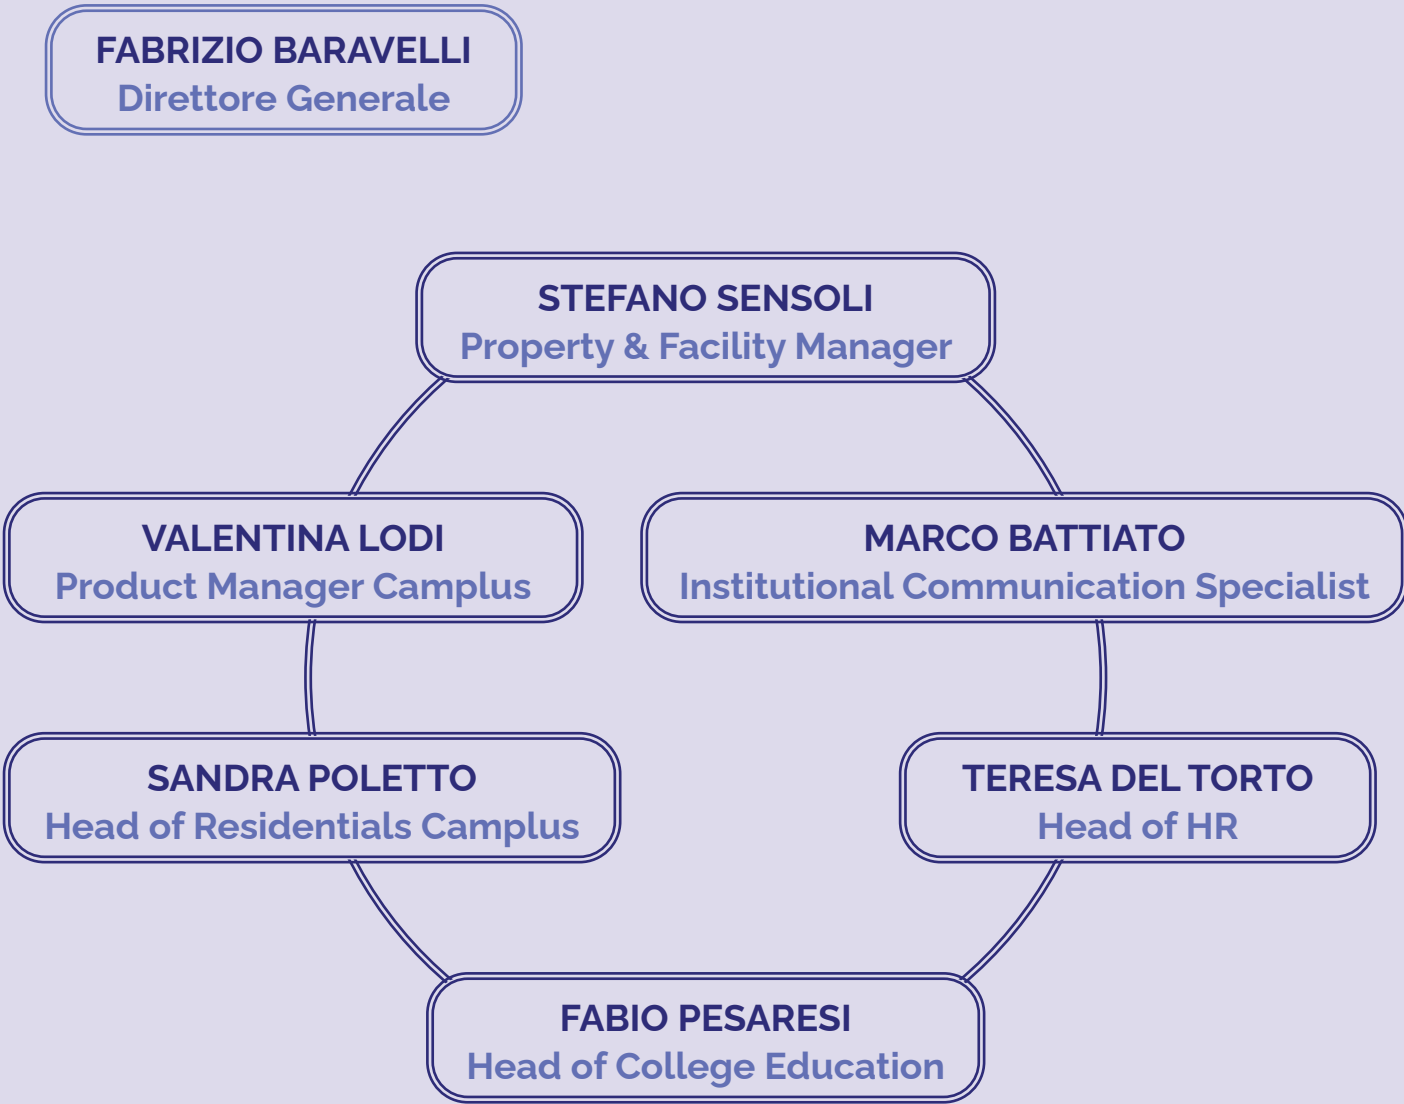 FABRIZIO BARAVELLI
Direttore Generale
STEFANO SENSOLI
Property & Facility Manager
VALENTINA LODI
Product Manager Camplus
MARCO BATTIATO
Institutional Communication Specialist
SANDRA POLETTO
Head of Residentials Camplus
TERESA DEL TORTO
Head of HR
FABIO PESARESI
Head of College Education